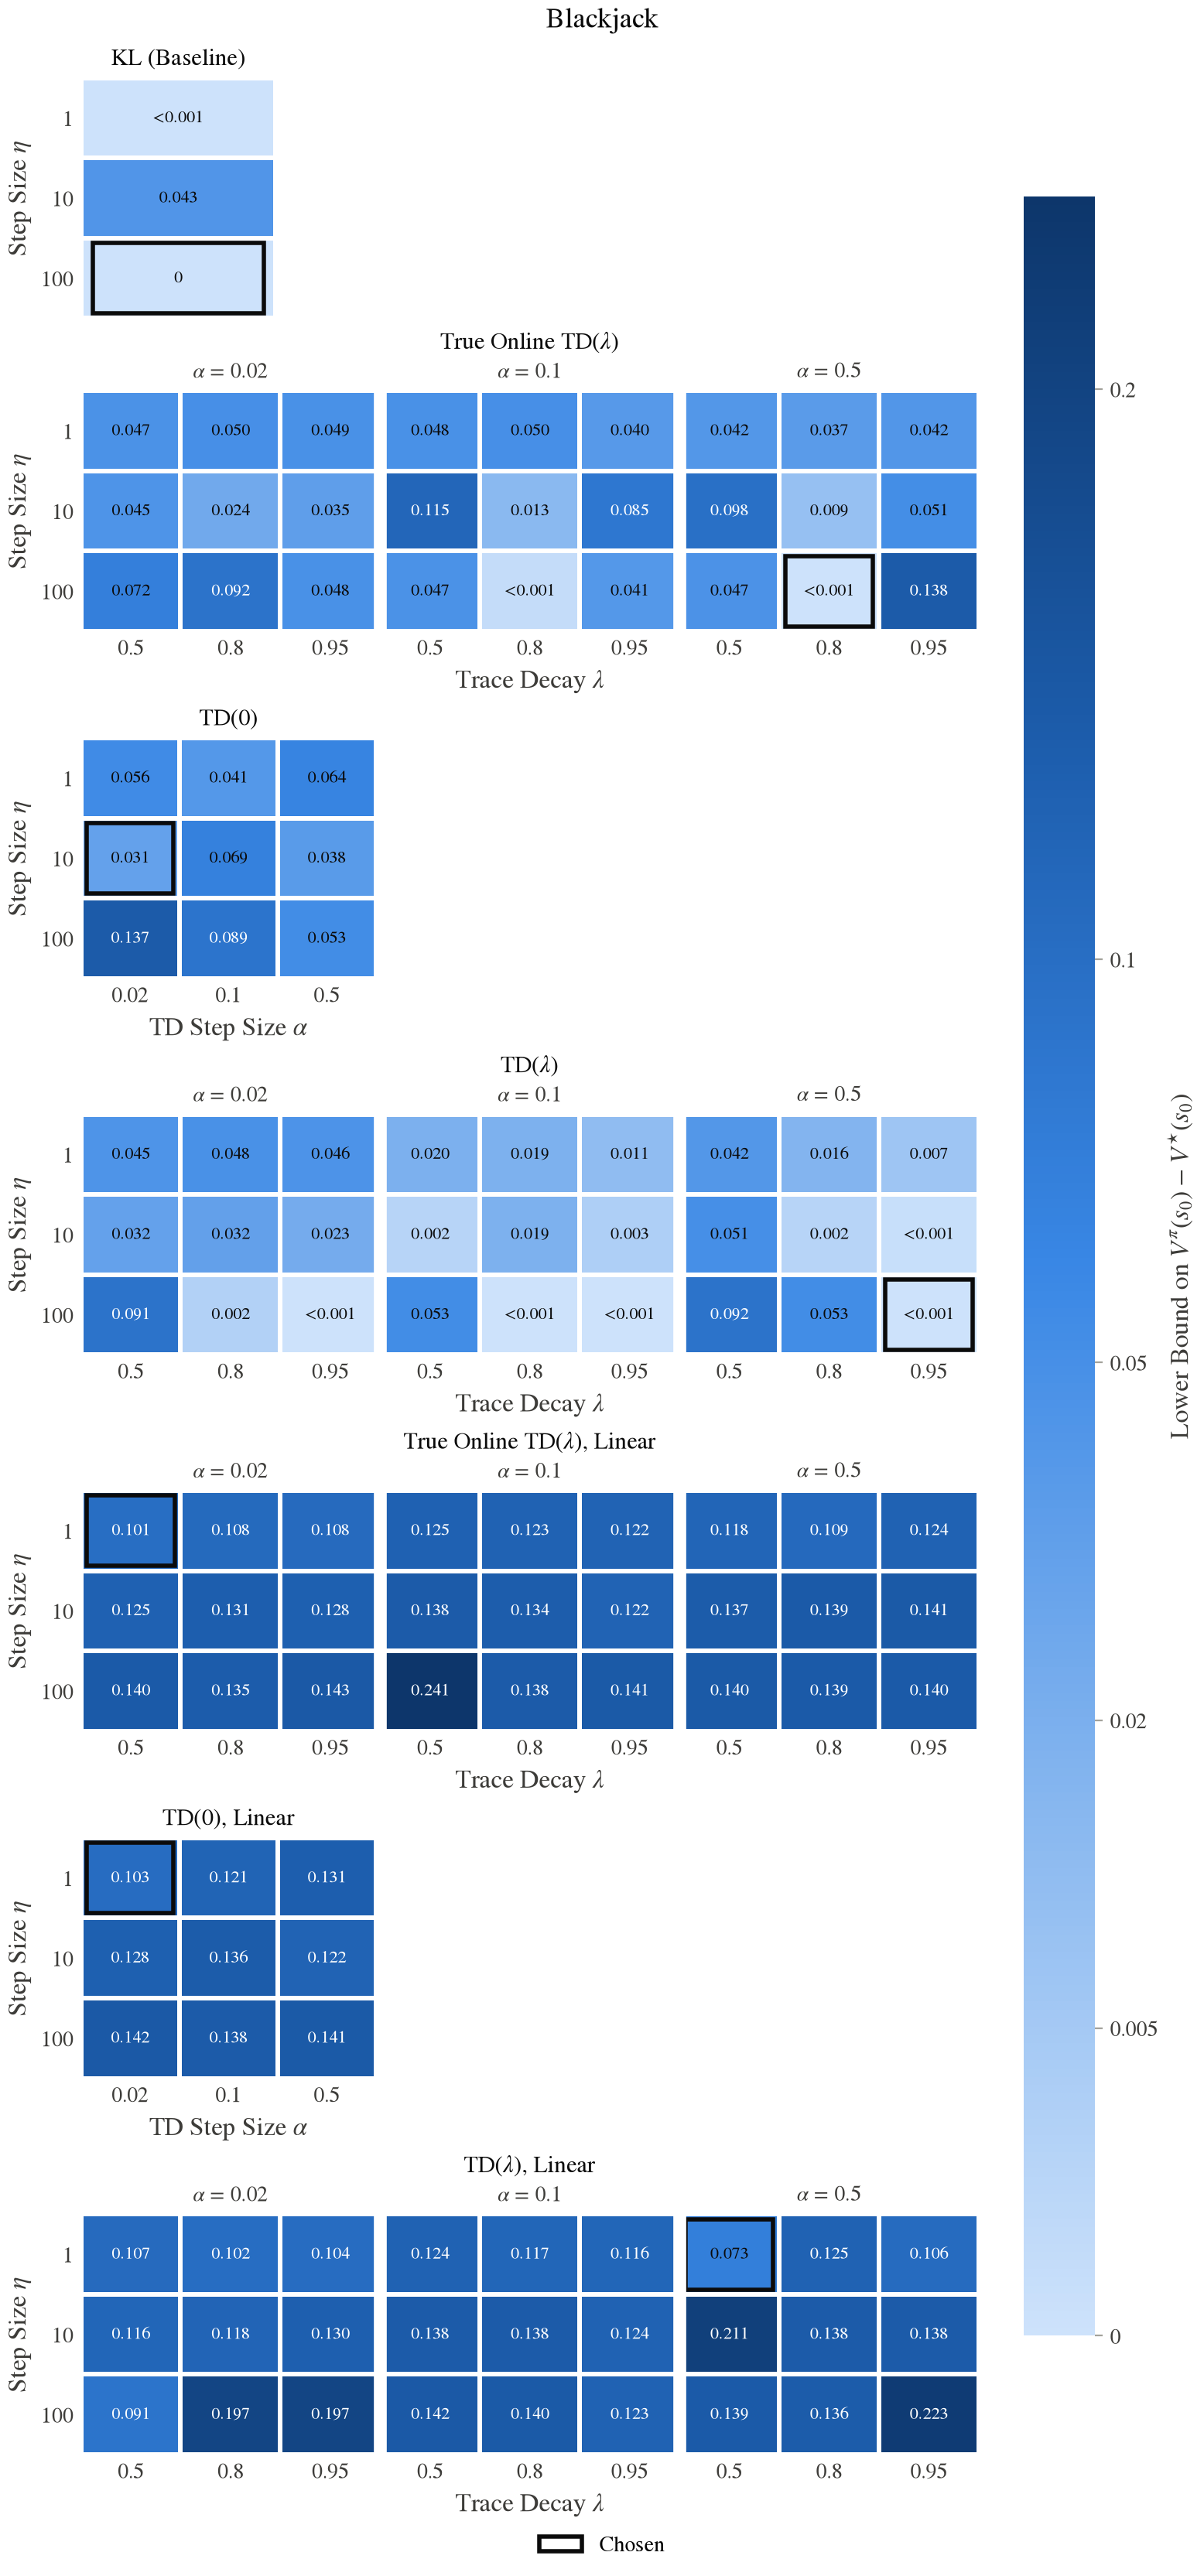 Blackjack
KL (Baseline)
Step Size η
1 <0.001
10 0.043
100 0
True Online TD(λ)
α = 0.02 α = 0.1 α = 0.5
Step Size η
1 0.047 0.050 0.049 0.048 0.050 0.040 0.042 0.037 0.042
10 0.045 0.024 0.035 0.115 0.013 0.085 0.098 0.009 0.051
100 0.072 0.092 0.048 0.047 <0.001 0.041 0.047 <0.001 0.138
0.5 0.8 0.95 0.5 0.8 0.95 0.5 0.8 0.95
Trace Decay λ
TD(0)
Step Size η
1 0.056 0.041 0.064
10 0.031 0.069 0.038
100 0.137 0.089 0.053
0.02 0.1 0.5
TD Step Size α
TD(λ)
α = 0.02 α = 0.1 α = 0.5
Step Size η
1 0.045 0.048 0.046 0.020 0.019 0.011 0.042 0.016 0.007
10 0.032 0.032 0.023 0.002 0.019 0.003 0.051 0.002 <0.001
100 0.091 0.002 <0.001 0.053 <0.001 <0.001 0.092 0.053 <0.001
0.5 0.8 0.95 0.5 0.8 0.95 0.5 0.8 0.95
Trace Decay λ
True Online TD(λ), Linear
α = 0.02 α = 0.1 α = 0.5
Step Size η
1 0.101 0.108 0.108 0.125 0.123 0.122 0.118 0.109 0.124
10 0.125 0.131 0.128 0.138 0.134 0.122 0.137 0.139 0.141
100 0.140 0.135 0.143 0.241 0.138 0.141 0.140 0.139 0.140
0.5 0.8 0.95 0.5 0.8 0.95 0.5 0.8 0.95
Trace Decay λ
TD(0), Linear
Step Size η
1 0.103 0.121 0.131
10 0.128 0.136 0.122
100 0.142 0.138 0.141
0.02 0.1 0.5
TD Step Size α
TD(λ), Linear
α = 0.02 α = 0.1 α = 0.5
Step Size η
1 0.107 0.102 0.104 0.124 0.117 0.116 0.073 0.125 0.106
10 0.116 0.118 0.130 0.138 0.138 0.124 0.211 0.138 0.138
100 0.091 0.197 0.197 0.142 0.140 0.123 0.139 0.136 0.223
0.5 0.8 0.95 0.5 0.8 0.95 0.5 0.8 0.95
Trace Decay λ
Chosen
0.2
0.1
0.05
0.02
0.005
0
Lower Bound on V^π(s₀) − V^⋆(s₀)